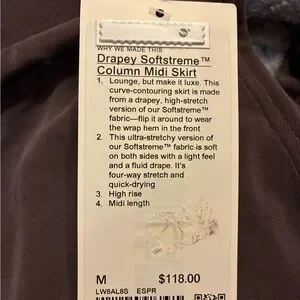 WHY WE MADE THIS
Drapey Softstreme™
Column Midi Skirt
1. Lounge, but make it luxe. This
curve-contouring skirt is made
from a drapey, high-stretch
version of our Softstreme™
fabric—flip it around to wear
the wrap hem in the front
2. This ultra-stretchy version of
our Softstreme™ fabric is soft
on both sides with a light feel
and a fluid drape. It's
four-way stretch and
quick-drying
3. High rise
4. Midi length
M $118.00
LW8AL8S ESPR